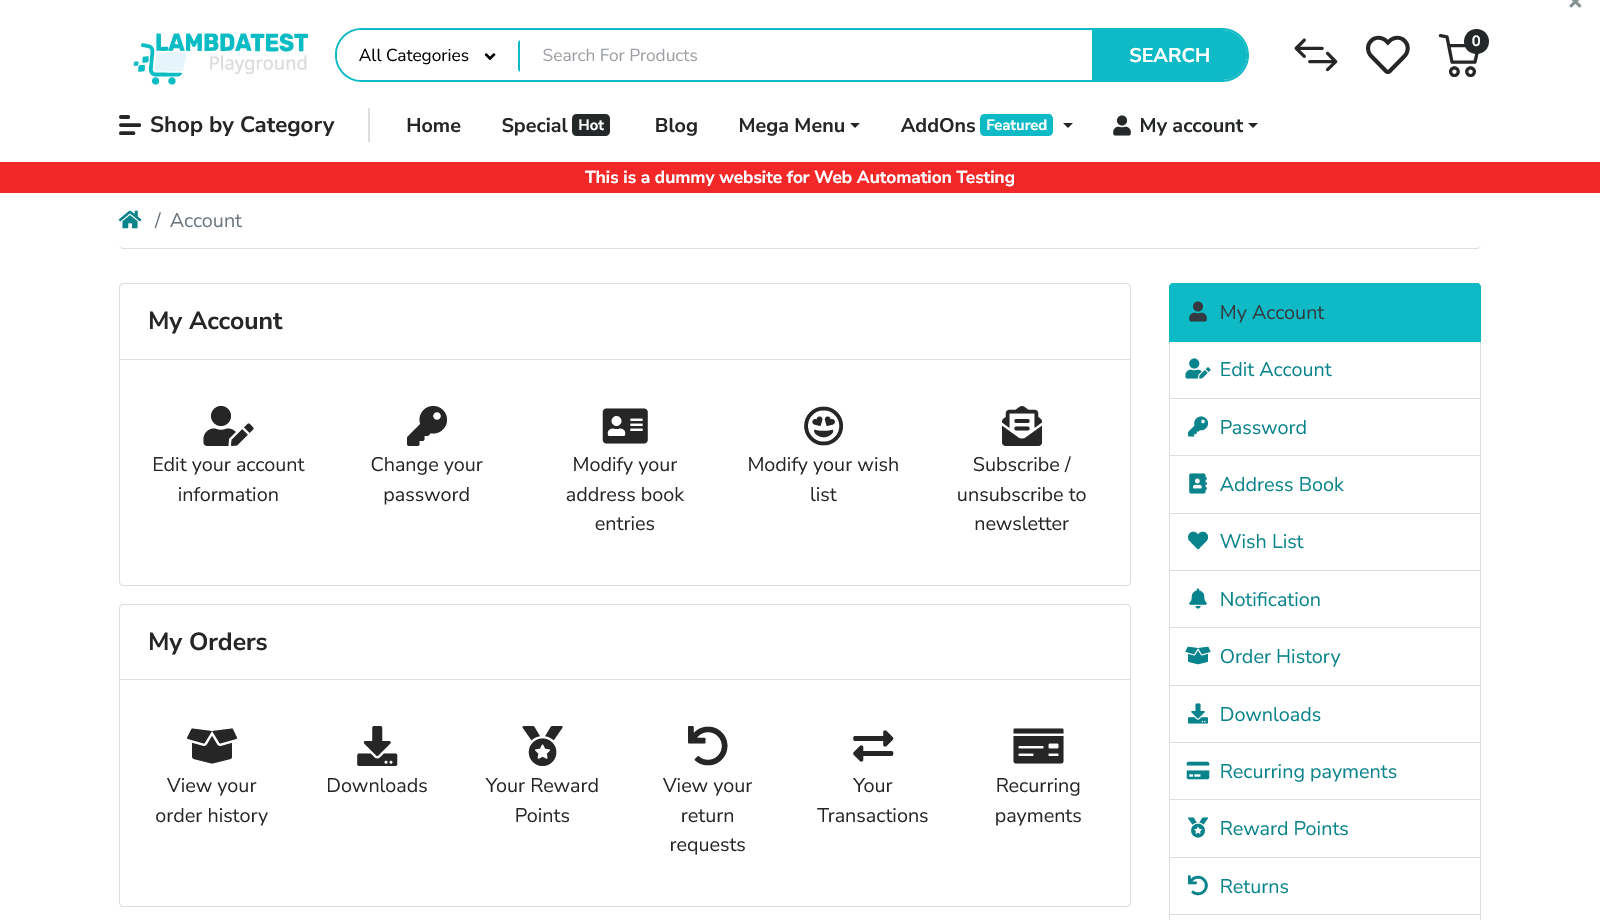 LAMBDATEST
Playground
All Categories
Search For Products
SEARCH
0
Shop by Category
Home
Special Hot
Blog
Mega Menu
AddOns Featured
My account
This is a dummy website for Web Automation Testing
/ Account
My Account
Edit your account
information
Change your
password
Modify your
address book
entries
Modify your wish
list
Subscribe /
unsubscribe to
newsletter
My Orders
View your
order history
Downloads
Your Reward
Points
View your
return
requests
Your
Transactions
Recurring
payments
My Account
Edit Account
Password
Address Book
Wish List
Notification
Order History
Downloads
Recurring payments
Reward Points
Returns